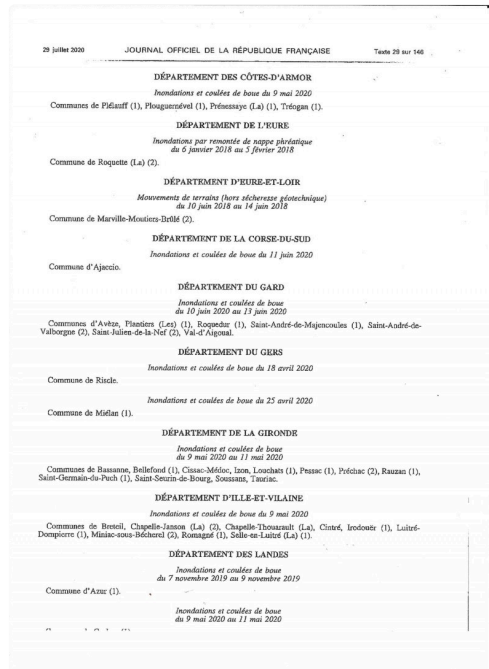 29 juillet 2020
JOURNAL OFFICIEL DE LA RÉPUBLIQUE FRANÇAISE
Texte 29 sur 146
DÉPARTEMENT DES CÔTES-D'ARMOR
Inondations et coulées de boue du 9 mai 2020
Communes de Plélauff (1), Plouguernével (1), Prénessaye (La) (1), Tréogan (1).
DÉPARTEMENT DE L'EURE
Inondations par remontée de nappe phréatique
du 6 janvier 2018 au 5 février 2018
Commune de Roquette (La) (2).
DÉPARTEMENT D'EURE-ET-LOIR
Mouvements de terrains (hors sécheresse géotechnique)
du 10 juin 2018 au 14 juin 2018
Commune de Marville-Moutiers-Brûlé (2).
DÉPARTEMENT DE LA CORSE-DU-SUD
Inondations et coulées de boue du 11 juin 2020
Commune d'Ajaccio.
DÉPARTEMENT DU GARD
Inondations et coulées de boue
du 10 juin 2020 au 13 juin 2020
Communes d'Avèze, Plantiers (Les) (1), Roquedur (1), Saint-André-de-Majencoules (1), Saint-André-de-
Valborgne (2), Saint-Julien-de-la-Nef (2), Val-d'Aigoual.
DÉPARTEMENT DU GERS
Inondations et coulées de boue du 18 avril 2020
Commune de Riscle.
Inondations et coulées de boue du 25 avril 2020
Commune de Miélan (1).
DÉPARTEMENT DE LA GIRONDE
Inondations et coulées de boue
du 9 mai 2020 au 11 mai 2020
Communes de Bassanne, Bellefond (1), Cissac-Médoc, Izon, Louchats (1), Pessac (1), Préchac (2), Rauzan (1),
Saint-Germain-du-Puch (1), Saint-Seurin-de-Bourg, Soussans, Tauriac.
DÉPARTEMENT D'ILLE-ET-VILAINE
Inondations et coulées de boue du 9 mai 2020
Communes de Breteil, Chapelle-Janson (La) (2), Chapelle-Thouarault (La), Cintré, Irodouër (1), Luitré-
Dompierre (1), Miniac-sous-Bécherel (2), Romagné (1), Selle-en-Luitré (La) (1).
DÉPARTEMENT DES LANDES
Inondations et coulées de boue
du 7 novembre 2019 au 9 novembre 2019
Commune d'Azur (1).
Inondations et coulées de boue
du 9 mai 2020 au 11 mai 2020